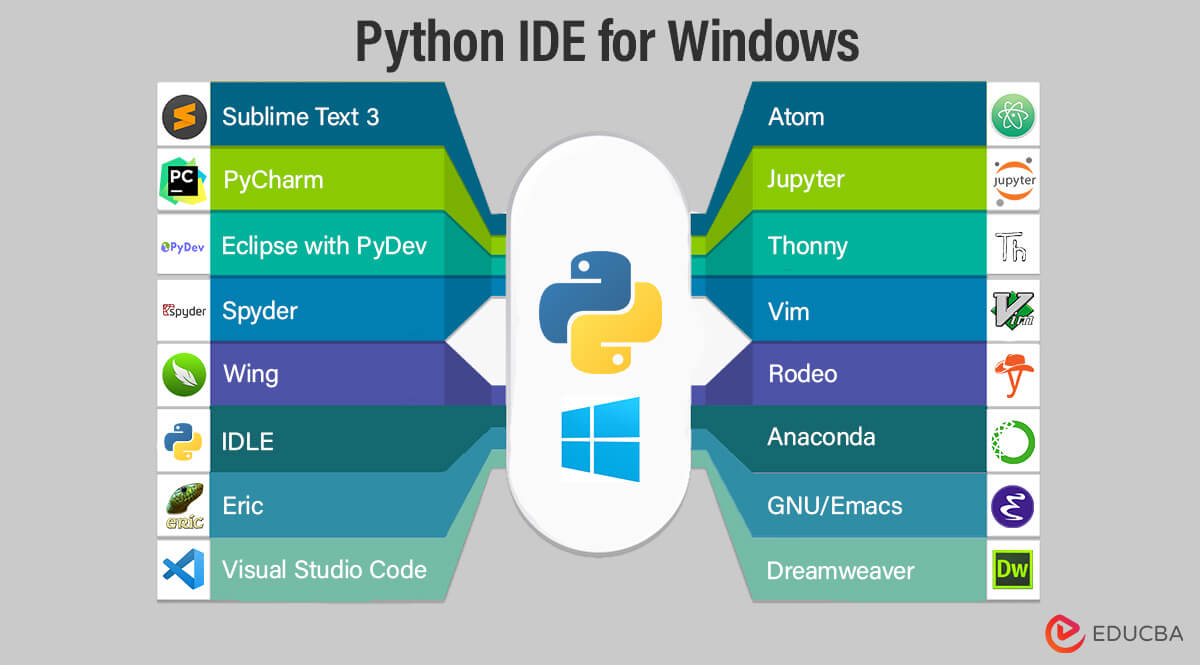 Python IDE for Windows
Sublime Text 3
PC
PyCharm
PyDev
Eclipse with PyDev
Spyder
Spyder
Wing
IDLE
eric
Eric
Visual Studio Code
Atom
Jupyter
jupyter
Thonny
Th
Vim
Vim
Rodeo
Anaconda
GNU/Emacs
Dreamweaver
Dw
EDUCBA